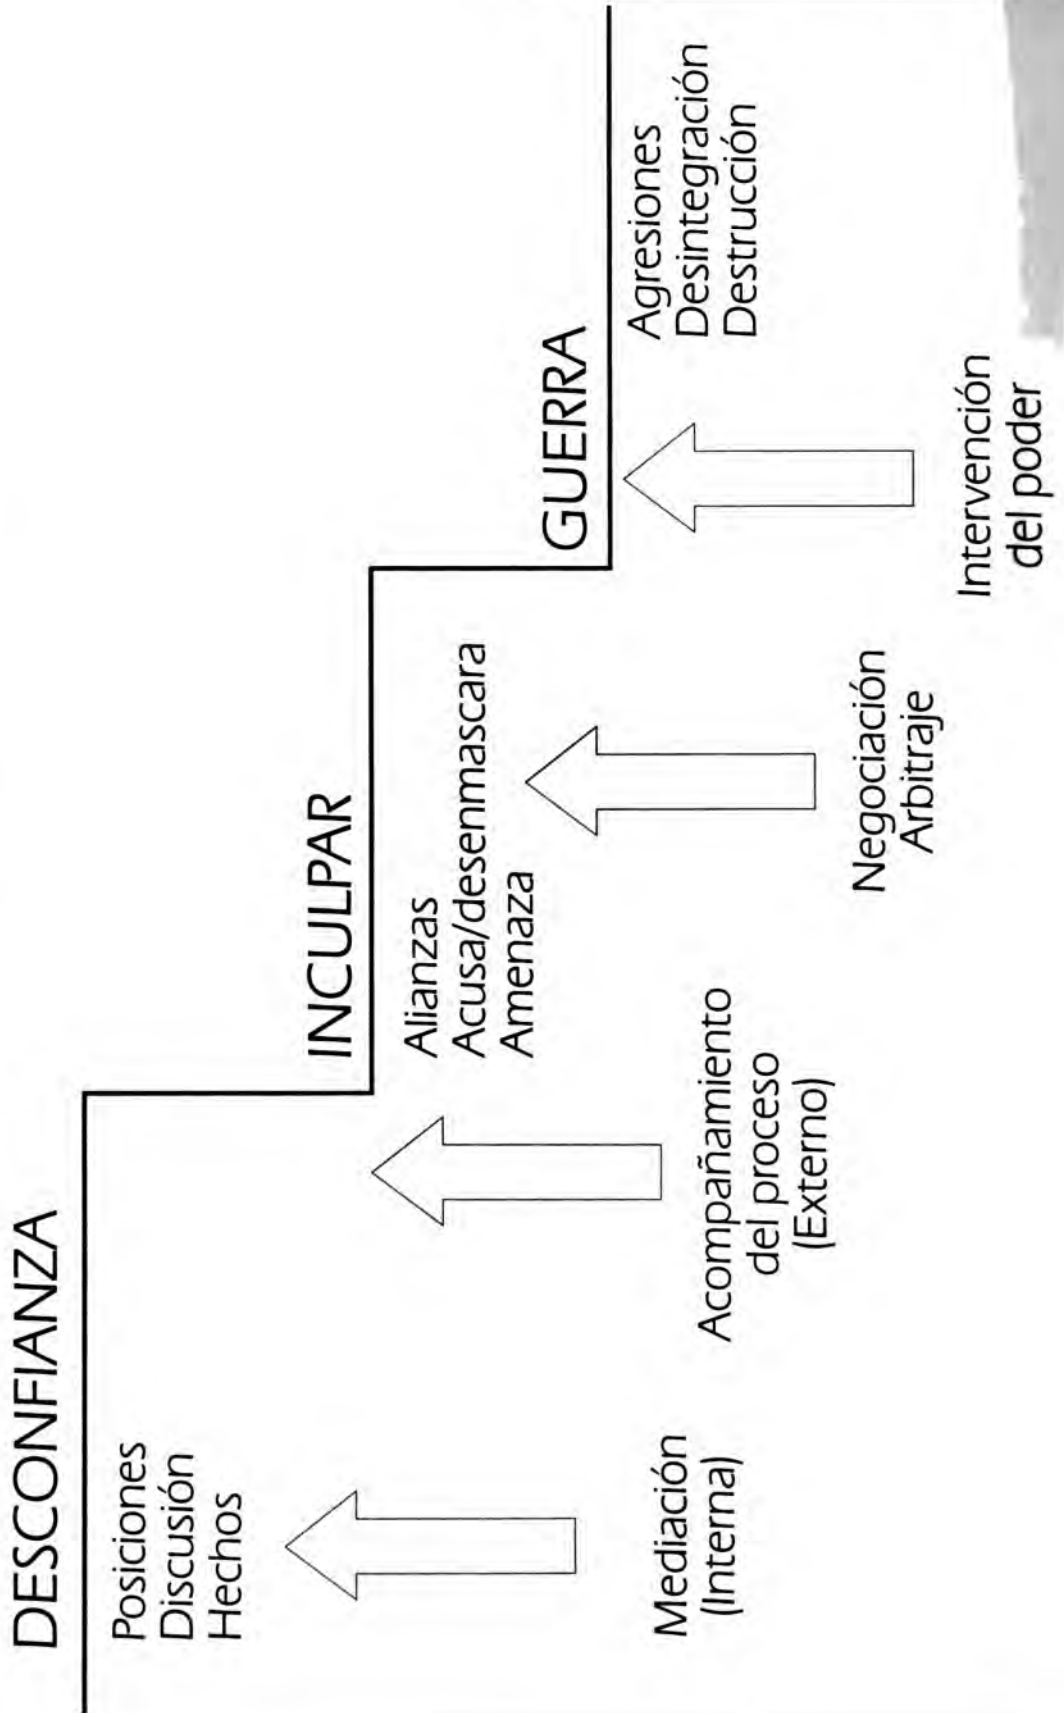 DESCONFIANZA
Posiciones
Discusión
Hechos
Mediación
(Interna)
Acompañamiento
del proceso
(Externo)
INCULPAR
Alianzas
Acusa/desenmascara
Amenaza
Negociación
Arbitraje
GUERRA
Agresiones
Desintegración
Destrucción
Intervención
del poder